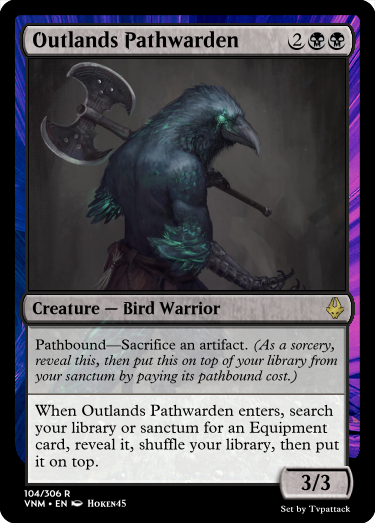 Outlands Pathwarden 2
Creature — Bird Warrior
Pathbound—Sacrifice an artifact. (As a sorcery,
reveal this, then put this on top of your library from
your sanctum by paying its pathbound cost.)
When Outlands Pathwarden enters, search
your library or sanctum for an Equipment
card, reveal it, shuffle your library, then put
it on top.
3/3
104/306 R
VNM • EN Hoken45
Set by Tvpattack